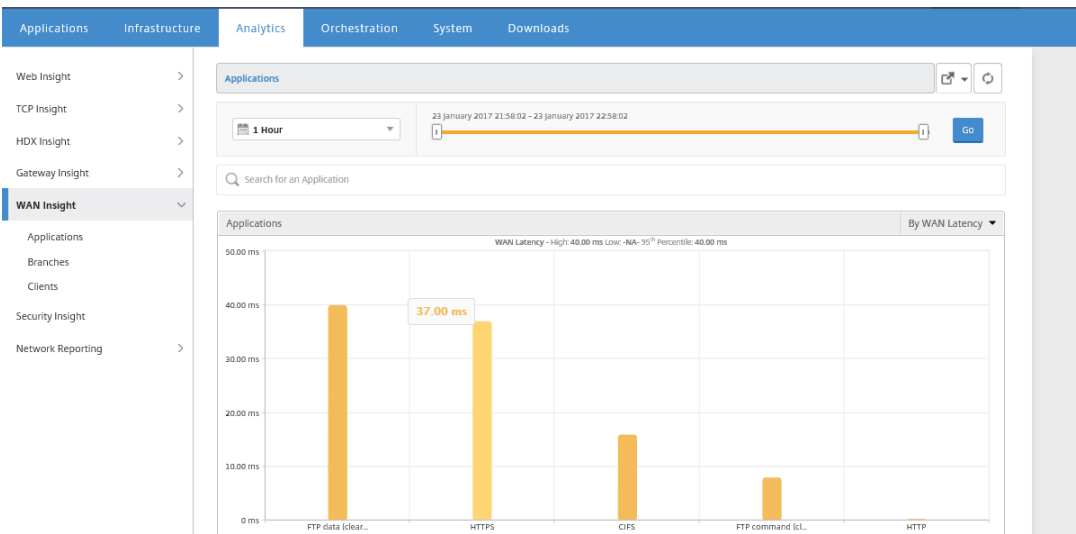 Applications Infrastructure Analytics Orchestration System Downloads
Web Insight
TCP Insight
HDX Insight
Gateway Insight
WAN Insight
Applications
Branches
Clients
Security Insight
Network Reporting
Applications
1 Hour
23 January 2017 21:58:02 - 23 January 2017 22:58:02
Go
Search for an Application
Applications
By WAN Latency
WAN Latency - High: 40.00 ms Low: -NA- 95th Percentile: 40.00 ms
50.00 ms
40.00 ms
37.00 ms
30.00 ms
20.00 ms
10.00 ms
0 ms
FTP data (clear... HTTPS CIFS FTP command (cl... HTTP